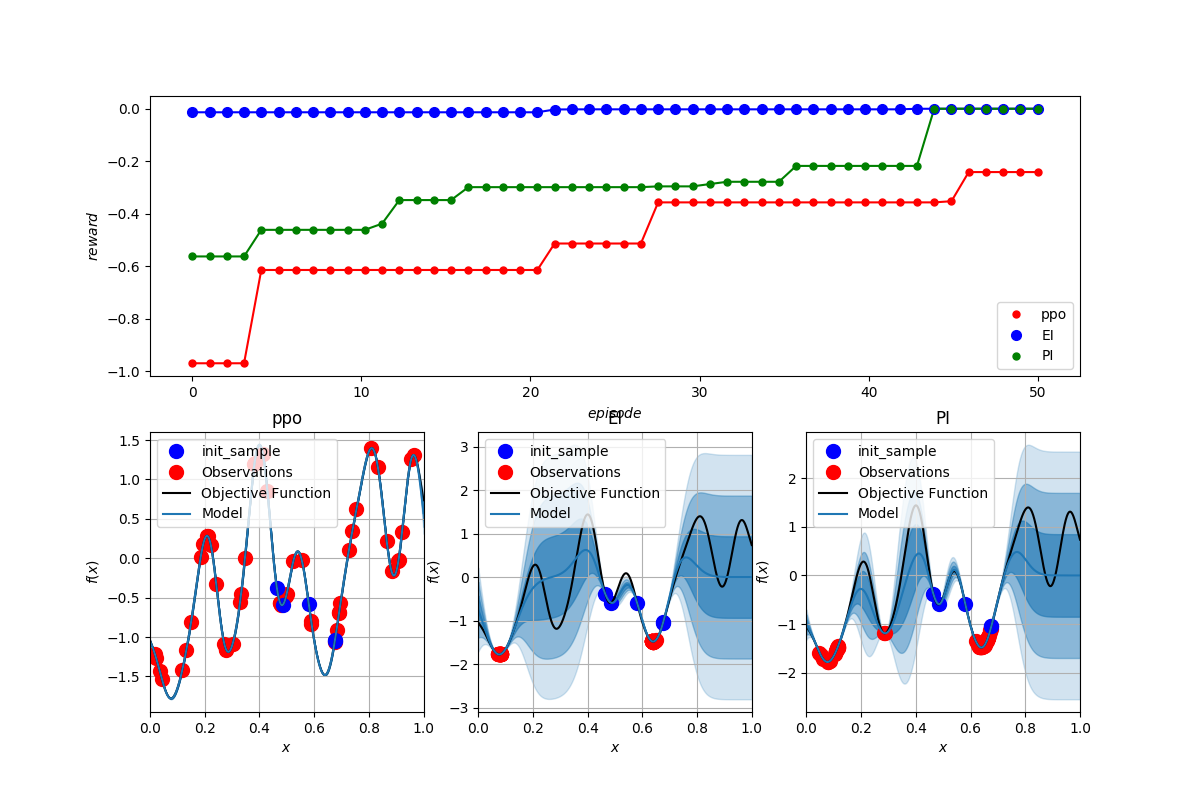 0.0
−0.2
−0.4
−0.6
−0.8
−1.0
reward
0 10 20 30 40 50
episode
ppo
EI
PI
ppo
1.5
1.0
0.5
0.0
−0.5
−1.0
−1.5
f(x)
0.0 0.2 0.4 0.6 0.8 1.0
x
init_sample
Observations
Objective Function
Model
EI
3
2
1
0
−1
−2
−3
f(x)
0.0 0.2 0.4 0.6 0.8 1.0
x
init_sample
Observations
Objective Function
Model
PI
2
1
0
−1
−2
f(x)
0.0 0.2 0.4 0.6 0.8 1.0
x
init_sample
Observations
Objective Function
Model